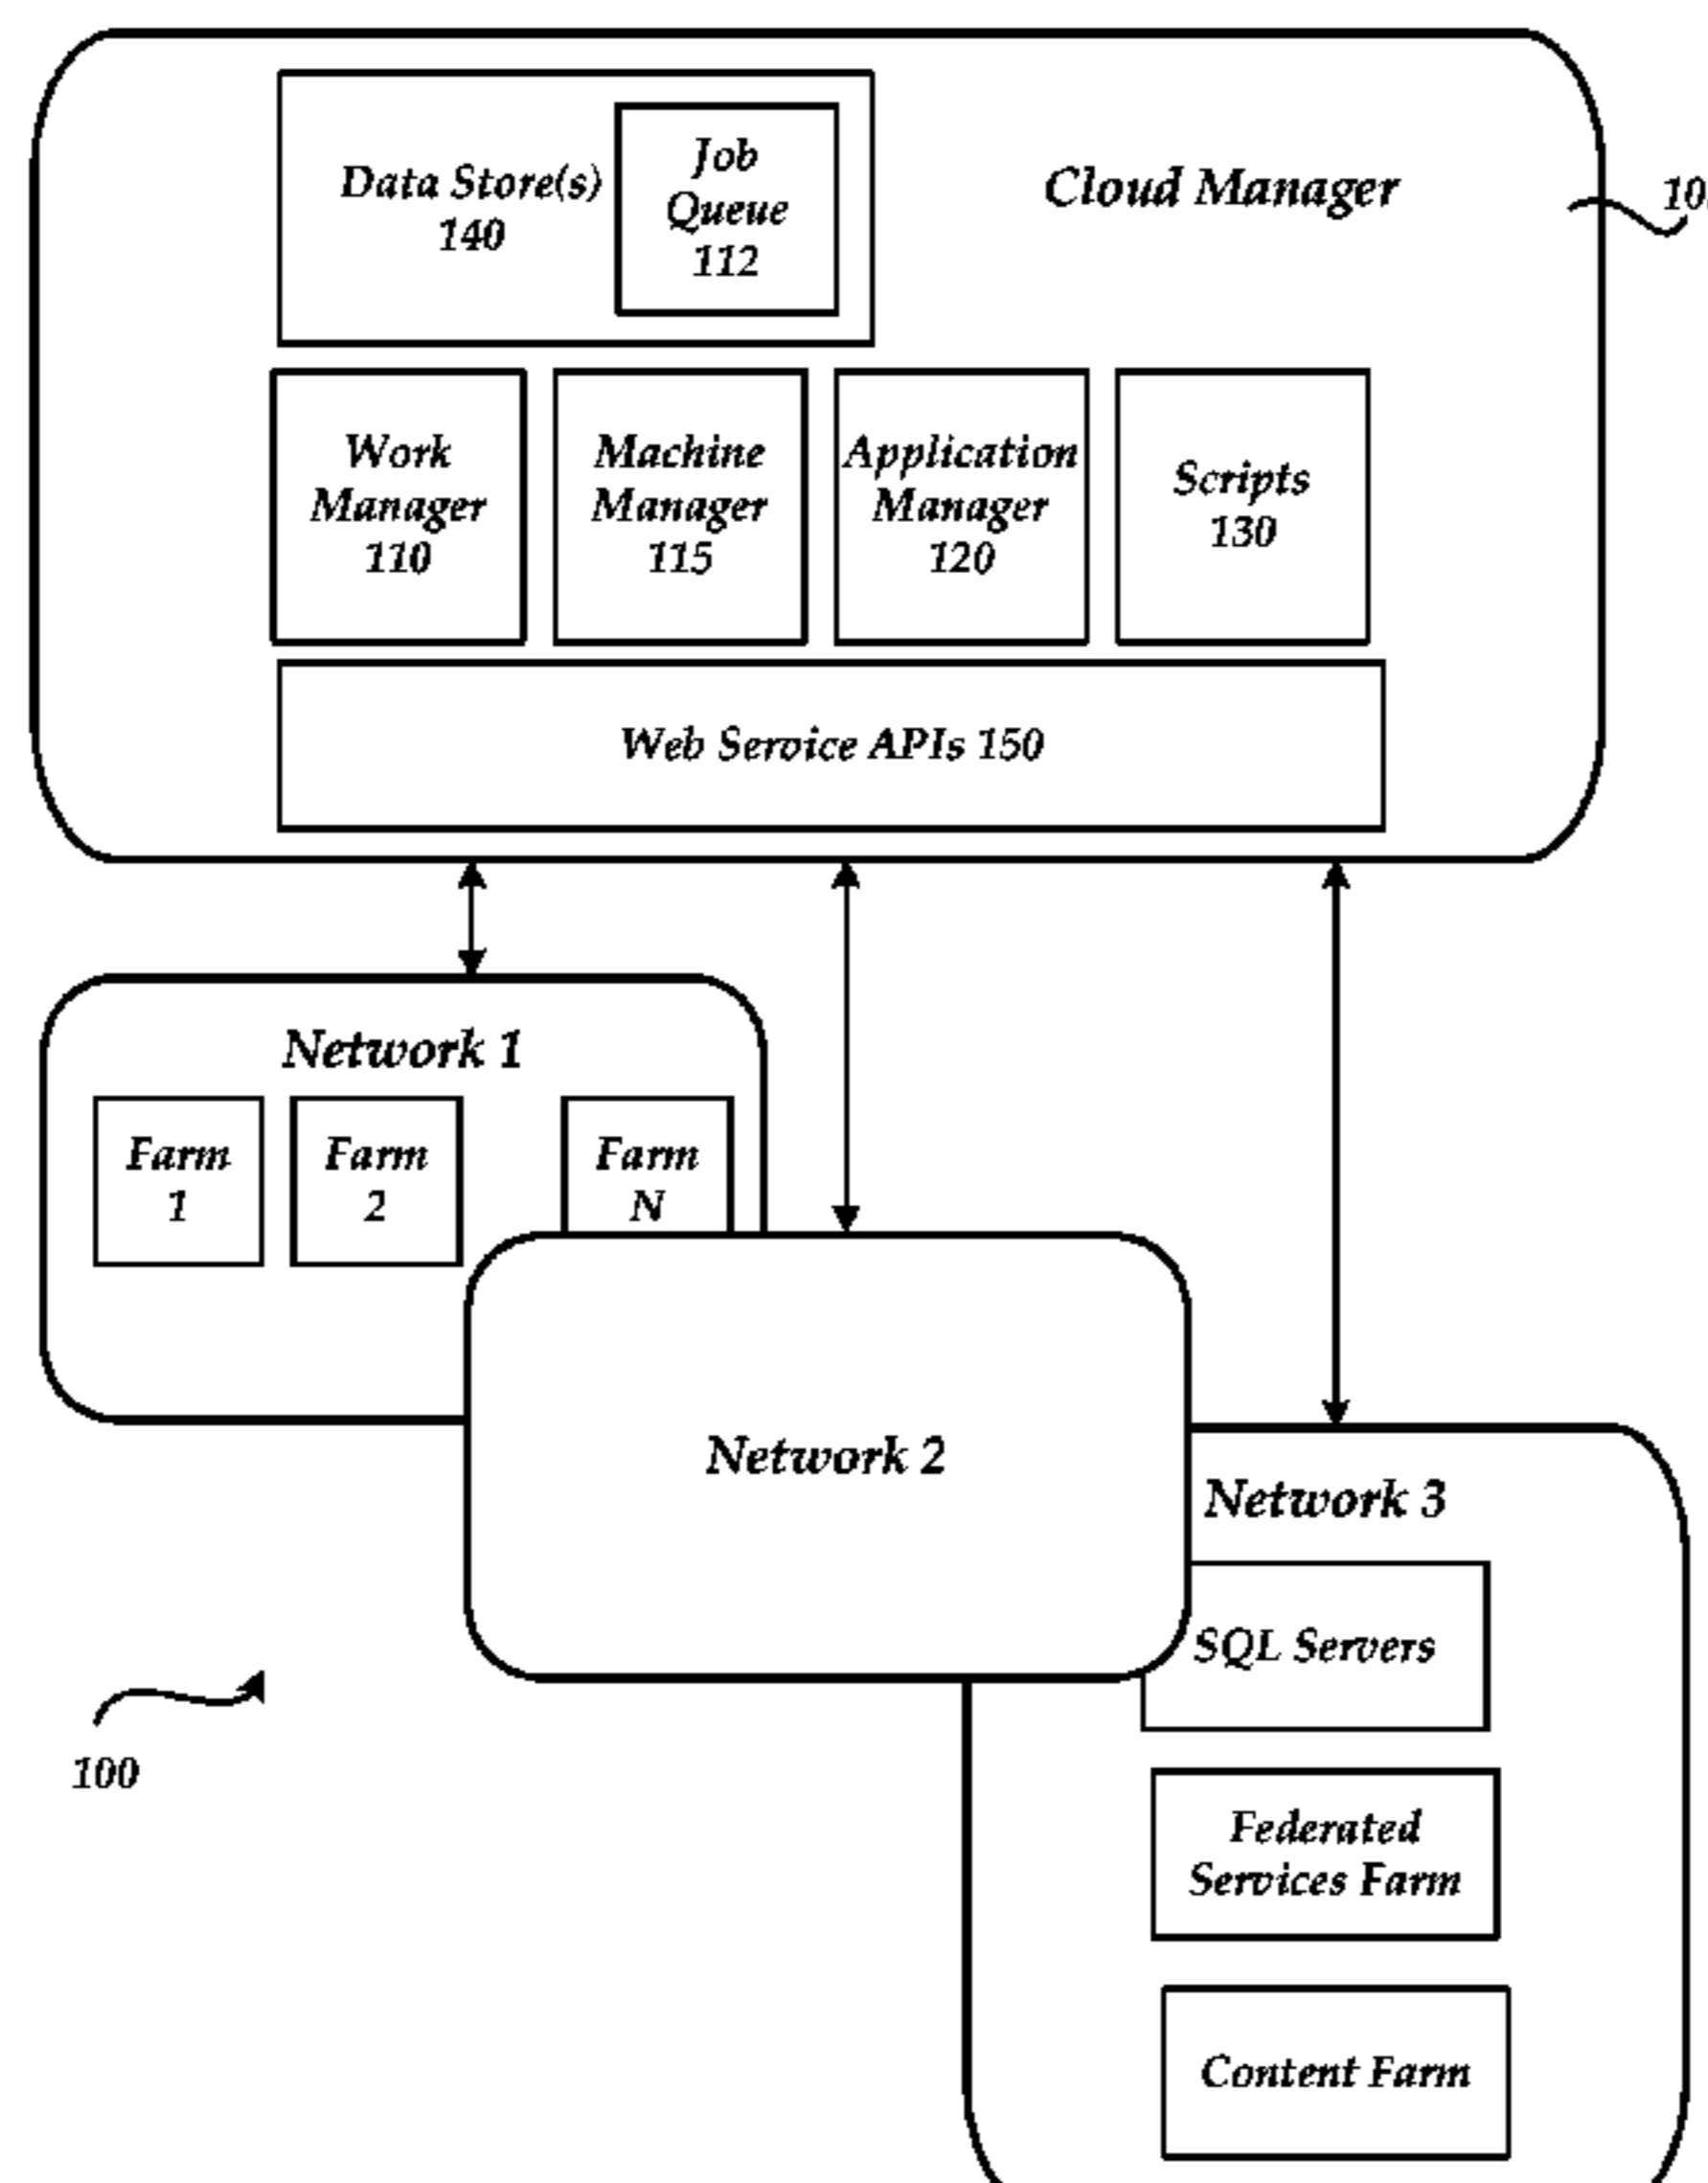 Data Store(s)
140
Job
Queue
112
Cloud Manager
10
Work
Manager
110
Machine
Manager
115
Application
Manager
120
Scripts
130
Web Service APIs 150
Network 1
Farm
1
Farm
2
Farm
N
Network 2
Network 3
SQL Servers
Federated
Services Farm
Content Farm
100